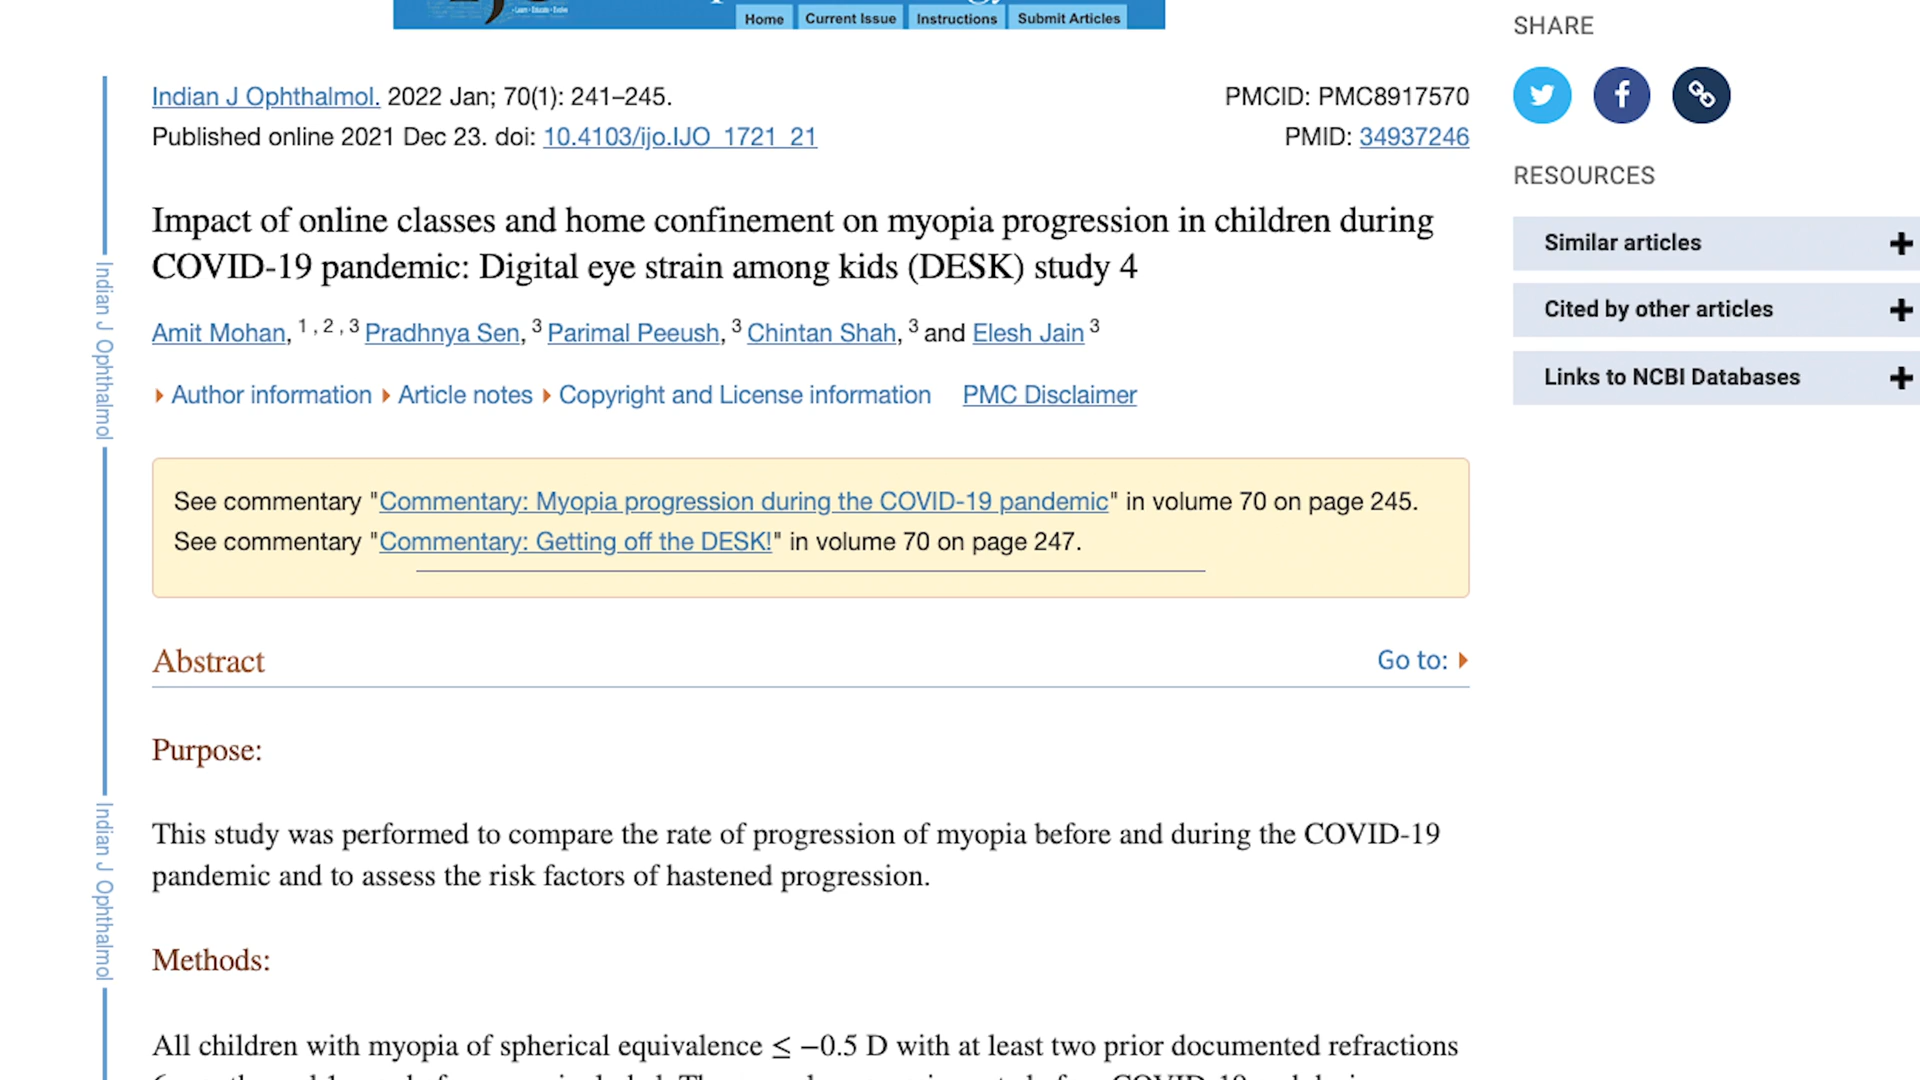 Learn - Educate - Evolve
Home Current Issue Instructions Submit Articles
SHARE
Indian J Ophthalmol. 2022 Jan; 70(1): 241–245. PMCID: PMC8917570
Published online 2021 Dec 23. doi: 10.4103/ijo.IJO_1721_21 PMID: 34937246
RESOURCES
Similar articles
Cited by other articles
Links to NCBI Databases
Impact of online classes and home confinement on myopia progression in children during
COVID-19 pandemic: Digital eye strain among kids (DESK) study 4
Amit Mohan, 1, 2, 3 Pradhnya Sen, 3 Parimal Peeush, 3 Chintan Shah, 3 and Elesh Jain 3
Author information Article notes Copyright and License information PMC Disclaimer
See commentary "Commentary: Myopia progression during the COVID-19 pandemic" in volume 70 on page 245.
See commentary "Commentary: Getting off the DESK!" in volume 70 on page 247.
Abstract Go to:
Purpose:
This study was performed to compare the rate of progression of myopia before and during the COVID-19
pandemic and to assess the risk factors of hastened progression.
Methods:
All children with myopia of spherical equivalence ≤ −0.5 D with at least two prior documented refractions
Indian J Ophthalmol
Indian J Ophthalmol